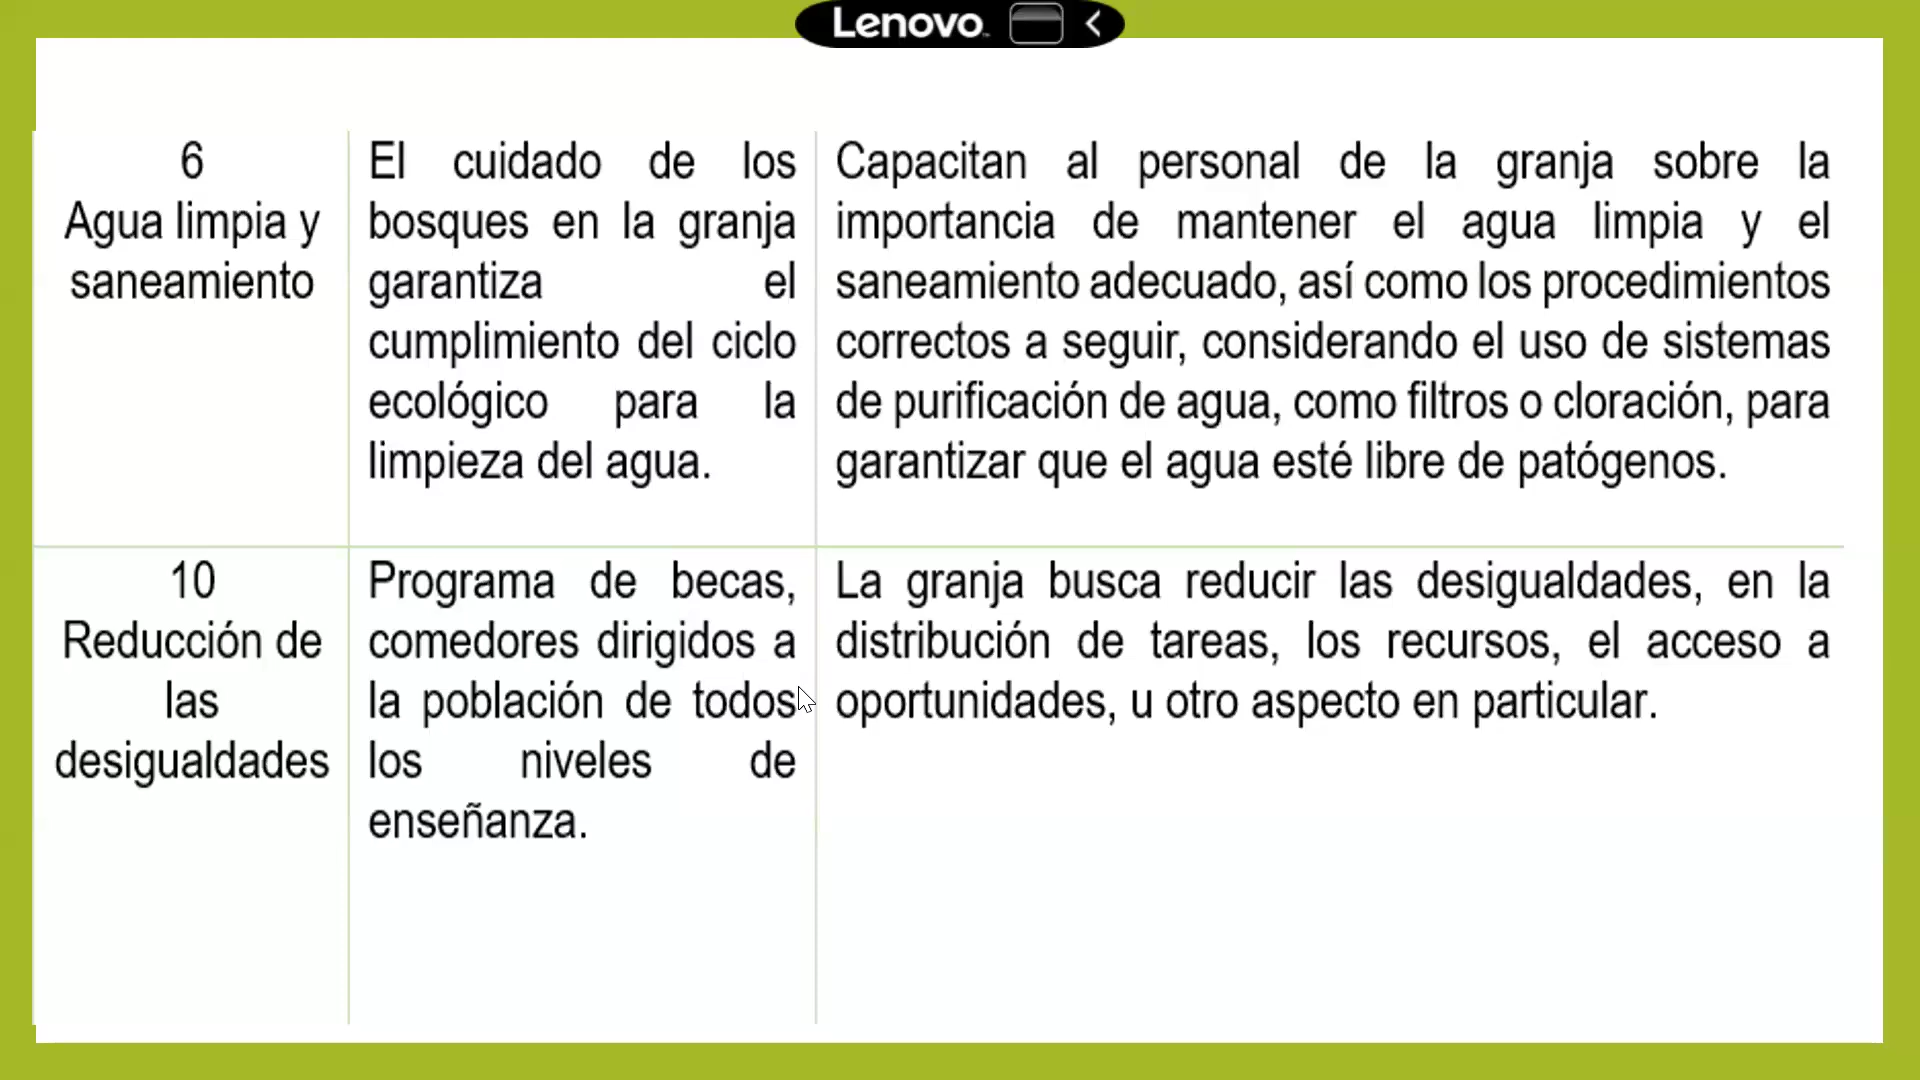 Lenovo
6
Agua limpia y
saneamiento
El cuidado de los
bosques en la granja
garantiza el
cumplimiento del ciclo
ecológico para la
limpieza del agua.
Capacitan al personal de la granja sobre la
importancia de mantener el agua limpia y el
saneamiento adecuado, así como los procedimientos
correctos a seguir, considerando el uso de sistemas
de purificación de agua, como filtros o cloración, para
garantizar que el agua esté libre de patógenos.
10
Reducción de
las
desigualdades
Programa de becas,
comedores dirigidos a
la población de todos
los niveles de
enseñanza.
La granja busca reducir las desigualdades, en la
distribución de tareas, los recursos, el acceso a
oportunidades, u otro aspecto en particular.